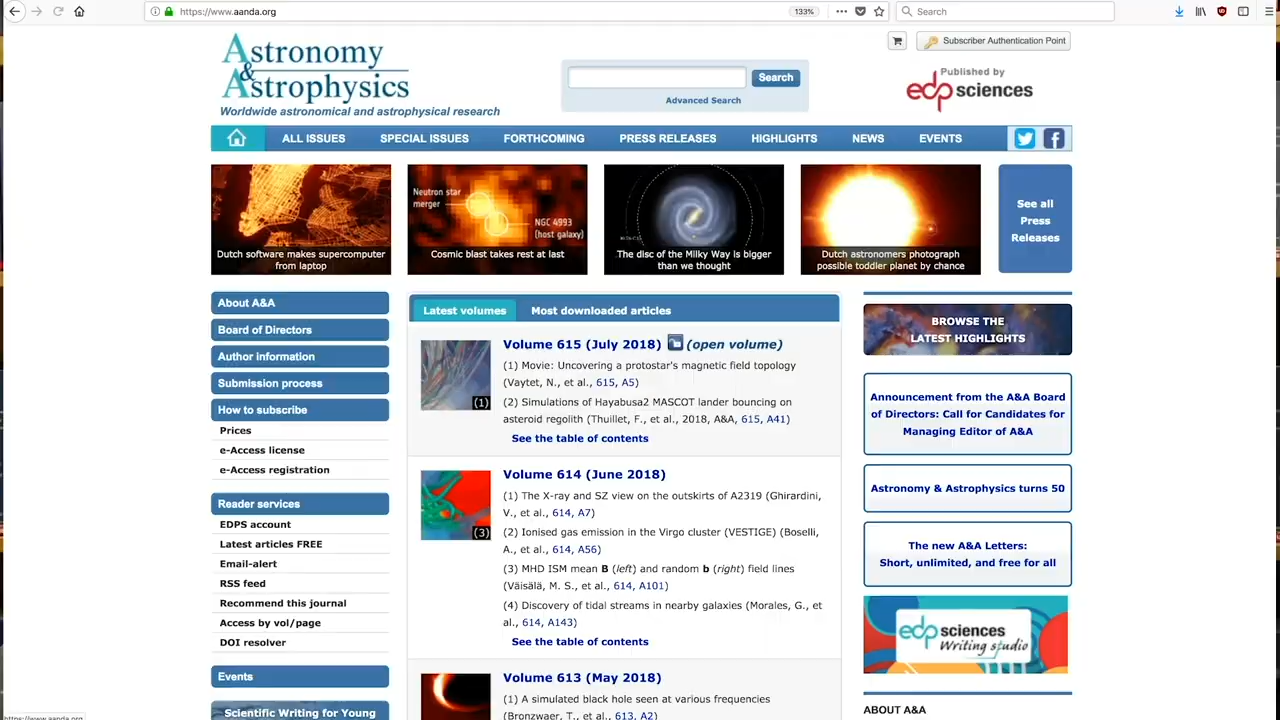 https://www.aanda.org
133%
Search
Astronomy
&
Astrophysics
Worldwide astronomical and astrophysical research
Search
Advanced Search
Subscriber Authentication Point
Published by
edp sciences
ALL ISSUES
SPECIAL ISSUES
FORTHCOMING
PRESS RELEASES
HIGHLIGHTS
NEWS
EVENTS
Neutron star
merger
NGC 4993
(host galaxy)
Dutch software makes supercomputer
from laptop
Cosmic blast takes rest at last
The disc of the Milky Way is bigger
than we thought
Dutch astronomers photograph
possible toddler planet by chance
See all
Press
Releases
About A&A
Board of Directors
Author information
Submission process
How to subscribe
Prices
e-Access license
e-Access registration
Reader services
EDPS account
Latest articles FREE
Email-alert
RSS feed
Recommend this journal
Access by vol/page
DOI resolver
Events
Scientific Writing for Young
Latest volumes
Most downloaded articles
Volume 615 (July 2018) (open volume)
(1) Movie: Uncovering a protostar's magnetic field topology
(Vaytet, N., et al., 615, A5)
(2) Simulations of Hayabusa2 MASCOT lander bouncing on
asteroid regolith (Thuillet, F., et al., 2018, A&A, 615, A41)
See the table of contents
(1)
Volume 614 (June 2018)
(1) The X-ray and SZ view on the outskirts of A2319 (Ghirardini,
V., et al., 614, A7)
(2) Ionised gas emission in the Virgo cluster (VESTIGE) (Boselli,
A., et al., 614, A56)
(3) MHD ISM mean B (left) and random b (right) field lines
(Väisälä, M. S., et al., 614, A101)
(4) Discovery of tidal streams in nearby galaxies (Morales, G., et
al., 614, A143)
See the table of contents
(3)
Volume 613 (May 2018)
(1) A simulated black hole seen at various frequencies
(Bronzwaer, T., et al., 613, A2)
BROWSE THE
LATEST HIGHLIGHTS
Announcement from the A&A Board
of Directors: Call for Candidates for
Managing Editor of A&A
Astronomy & Astrophysics turns 50
The new A&A Letters:
Short, unlimited, and free for all
edp sciences
Writing studio
ABOUT A&A
https://www.aanda.org